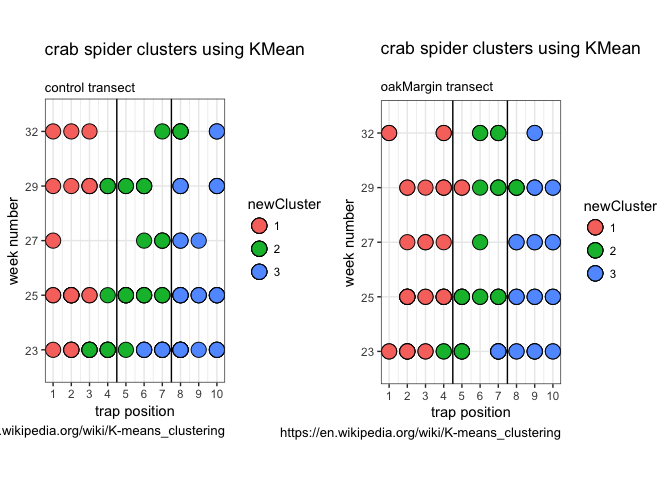 crab spider clusters using KMean
control transect
32
29
27
25
23
week number
1 2 3 4 5 6 7 8 9 10
trap position
newCluster
1
2
3
.wikipedia.org/wiki/K-means_clustering
crab spider clusters using KMean
oakMargin transect
32
29
27
25
23
week number
1 2 3 4 5 6 7 8 9 10
trap position
newCluster
1
2
3
https://en.wikipedia.org/wiki/K-means_clustering